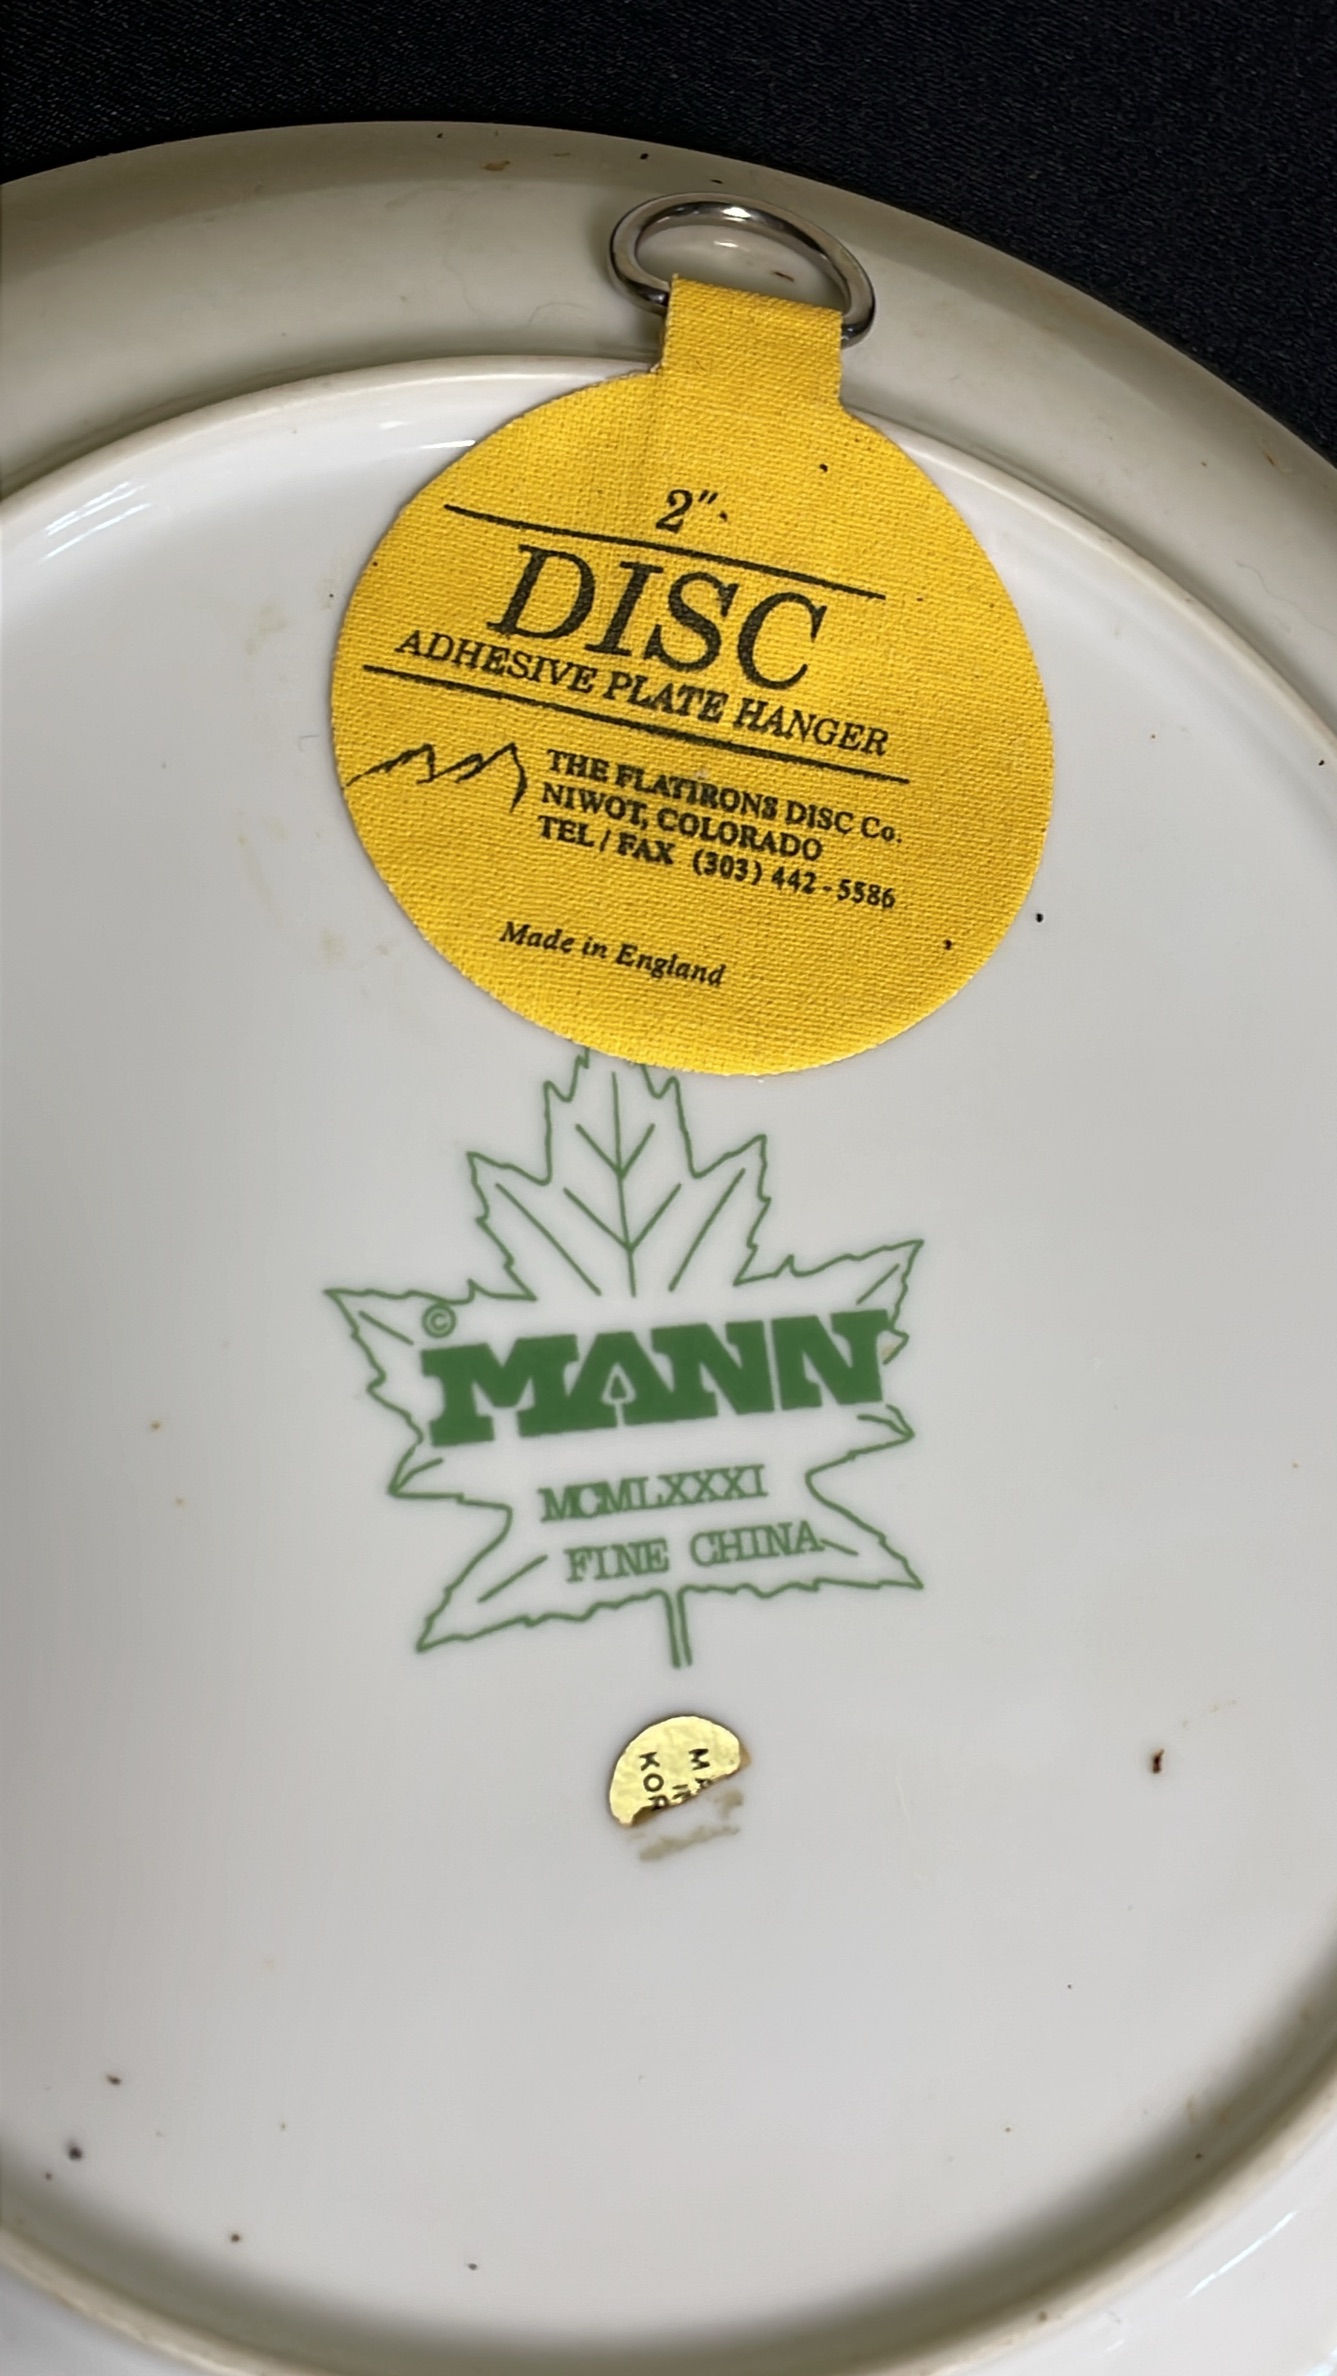 2"
DISC
ADHESIVE PLATE HANGER
THE FLATIRONS DISC Co.
NIWOT, COLORADO
TEL / FAX (303) 442-5586
Made in England
©
MANN
MCMLXXXI
FINE CHINA
MA
KOR